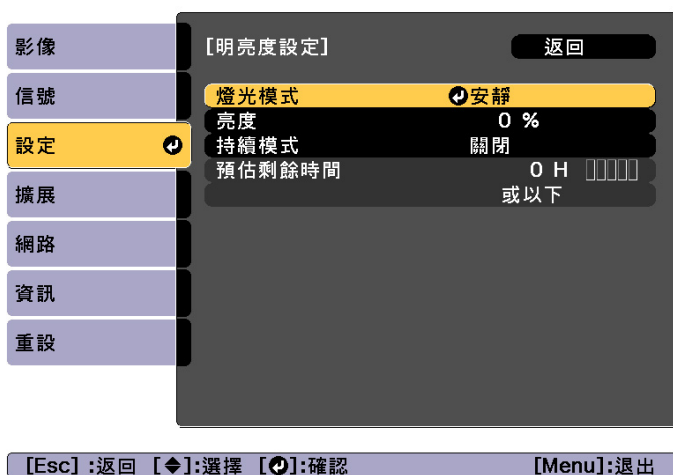 影像
信號
設定
擴展
網路
資訊
重設
[明亮度設定]
返回
燈光模式 安靜
亮度 0 %
持續模式 關閉
預估剩餘時間 0 H
或以下
[Esc] :返回 [◆]:選擇 [↵]:確認 [Menu]:退出